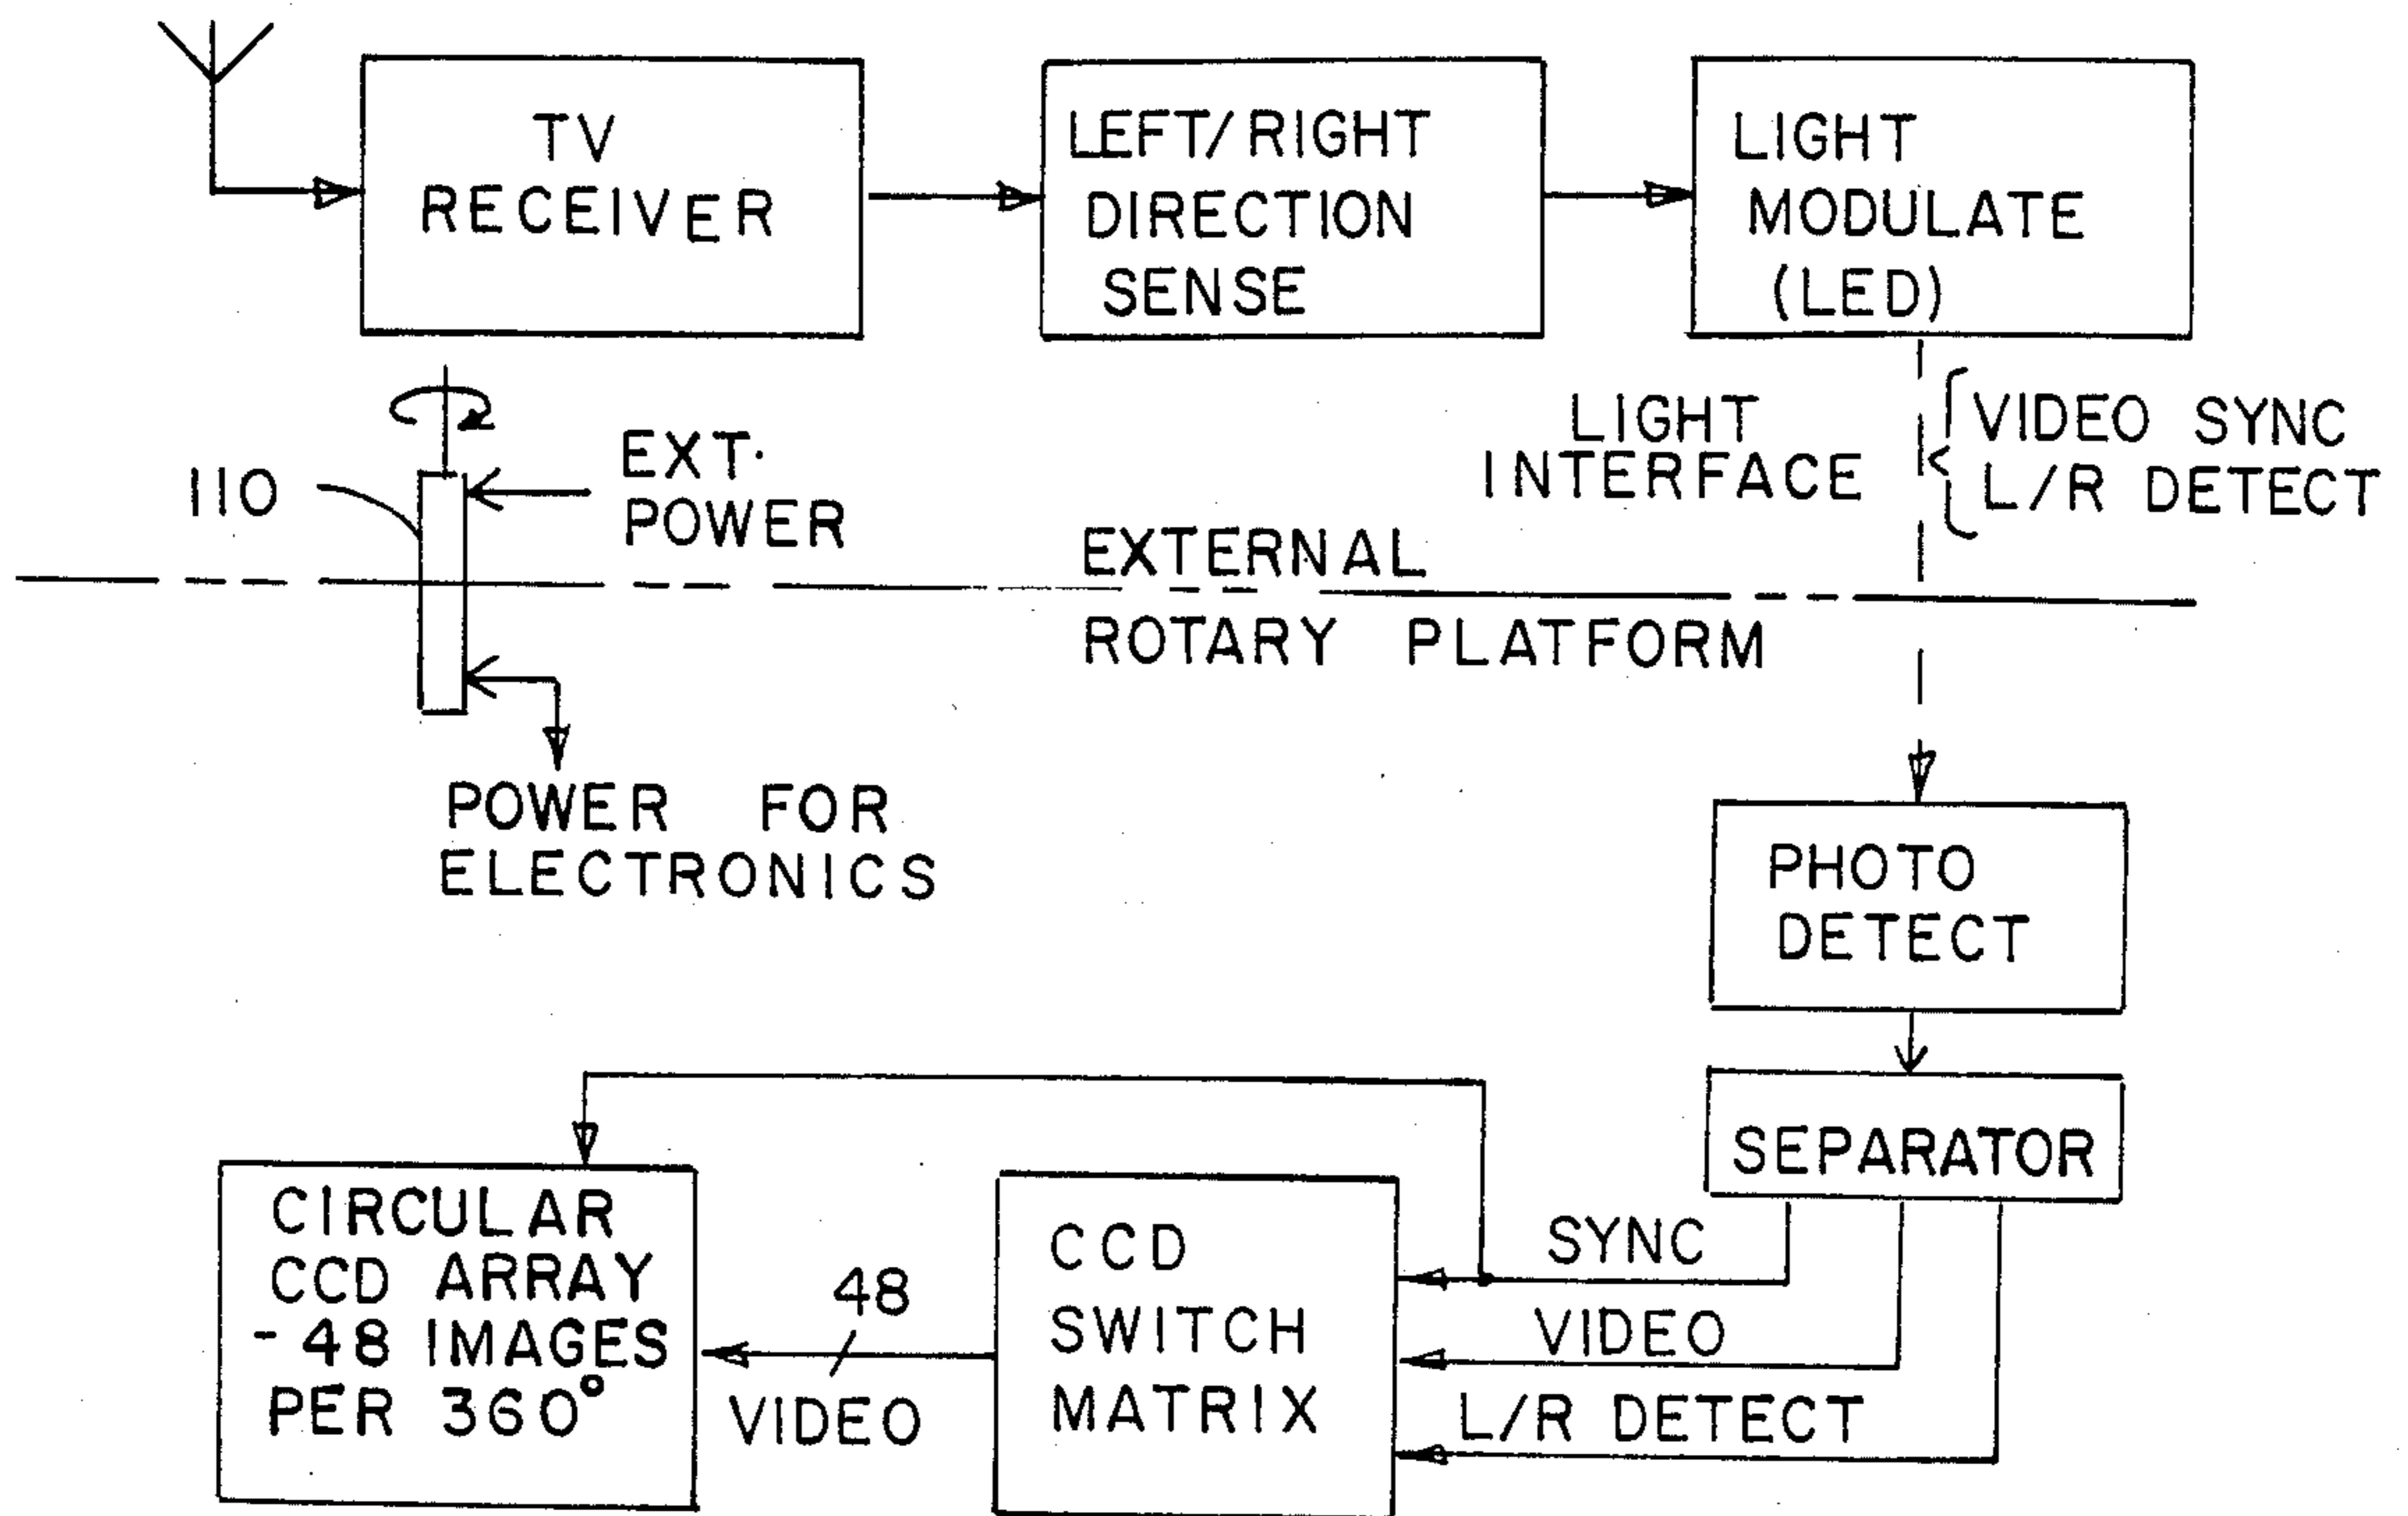 TV
RECEIVER
LEFT/RIGHT
DIRECTION
SENSE
LIGHT
MODULATE
(LED)
110
EXT.
POWER
LIGHT
INTERFACE
VIDEO SYNC
L/R DETECT
EXTERNAL
ROTARY PLATFORM
POWER FOR
ELECTRONICS
PHOTO
DETECT
SEPARATOR
CIRCULAR
CCD ARRAY
-48 IMAGES
PER 360°
48
VIDEO
CCD
SWITCH
MATRIX
SYNC
VIDEO
L/R DETECT